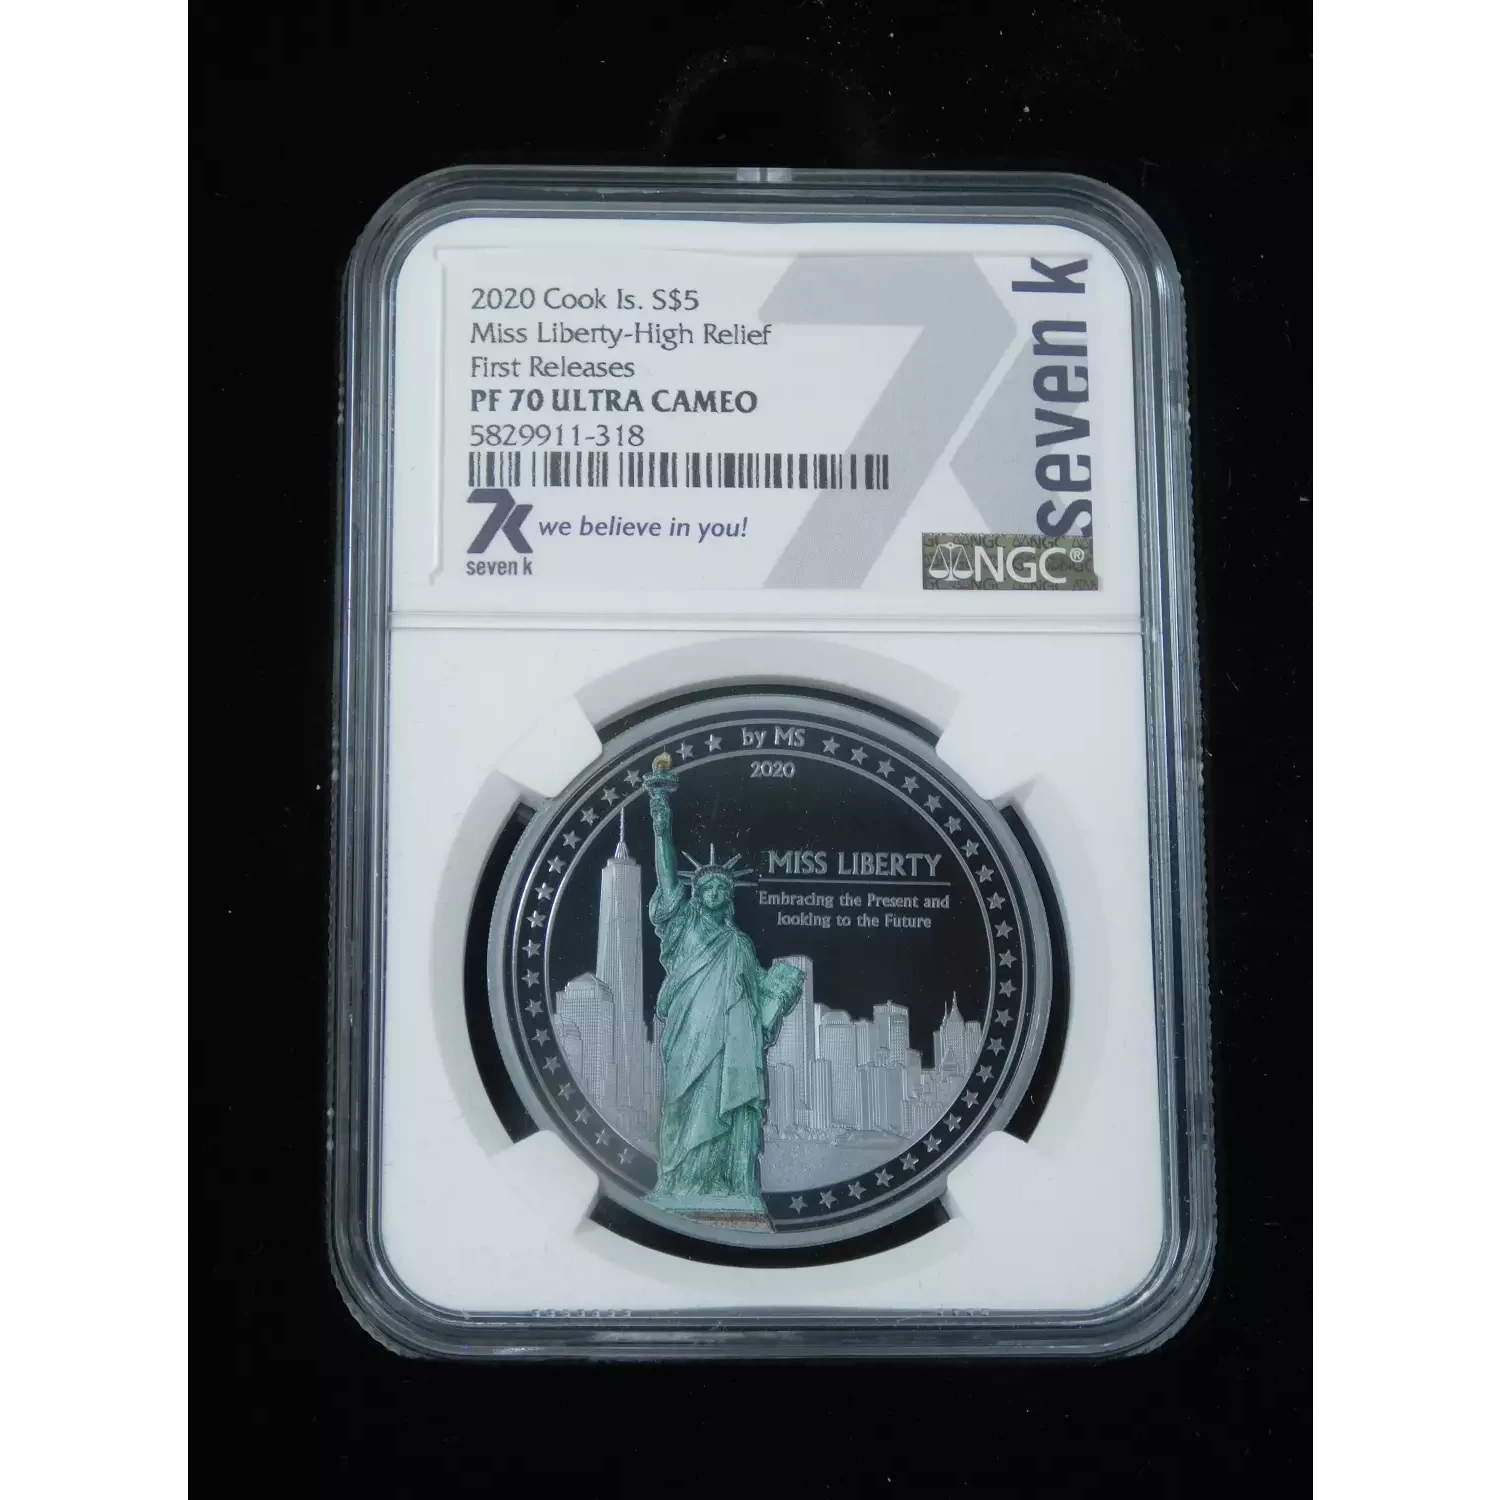 2020 Cook Is. S$5
Miss Liberty-High Relief
First Releases
PF 70 ULTRA CAMEO
5829911-318
7k we believe in you!
seven k
seven k
NGC®
by MS
2020
MISS LIBERTY
Embracing the Present and
looking to the Future